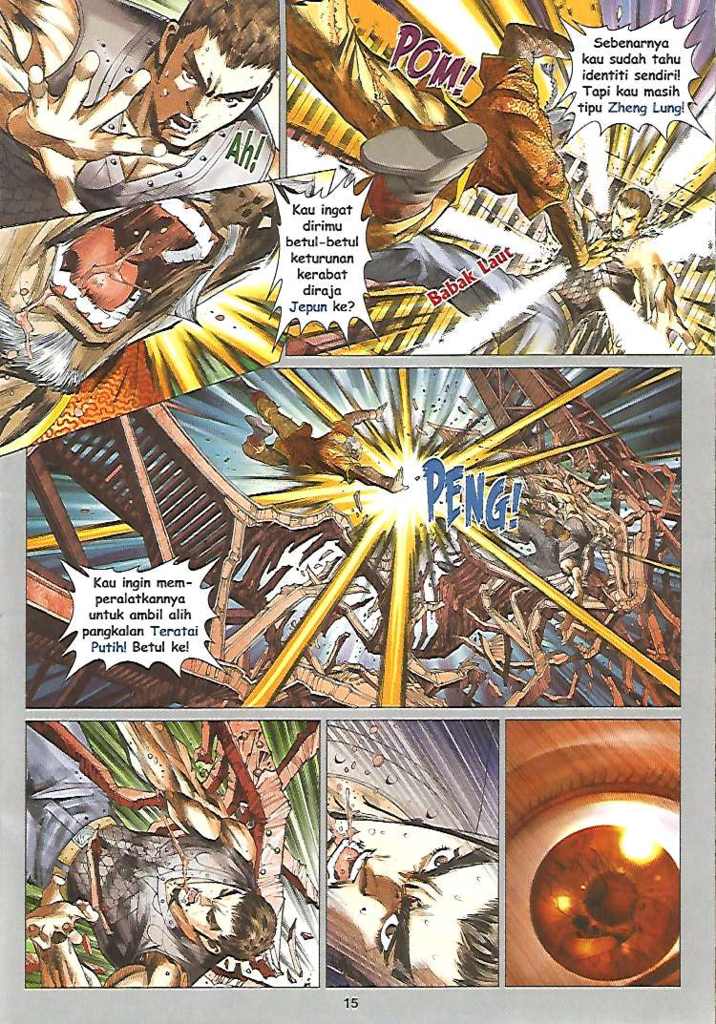 Ah!
POM!
Sebenarnya
kau sudah tahu
identiti sendiri!
Tapi kau masih
tipu Zheng Lung!
Kau ingat
dirimu
betul-betul
keturunan
kerabat
diraja
Jepun ke?
Babak Laut
PENG!
Kau ingin mem-
peralatkannya
untuk ambil alih
pangkalan Teratai
Putih! Betul ke!
15